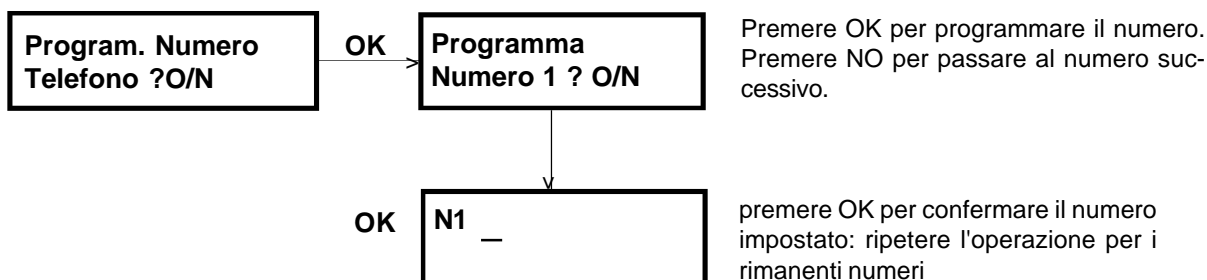 Program. Numero
Telefono ?O/N
OK
Programma
Numero 1 ? O/N
Premere OK per programmare il numero.
Premere NO per passare al numero suc-
cessivo.
OK
N1 _
premere OK per confermare il numero
impostato: ripetere l'operazione per i
rimanenti numeri